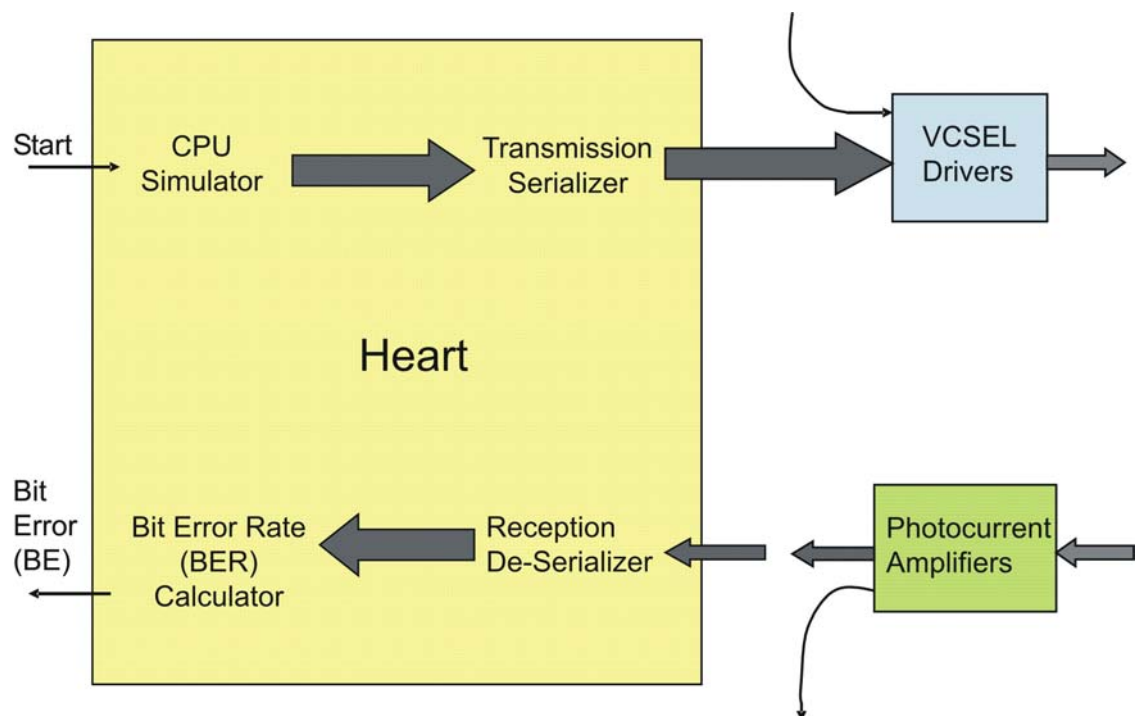 Start
CPU
Simulator
Transmission
Serializer
VCSEL
Drivers
Heart
Bit
Error
(BE)
Bit Error Rate
(BER)
Calculator
Reception
De-Serializer
Photocurrent
Amplifiers